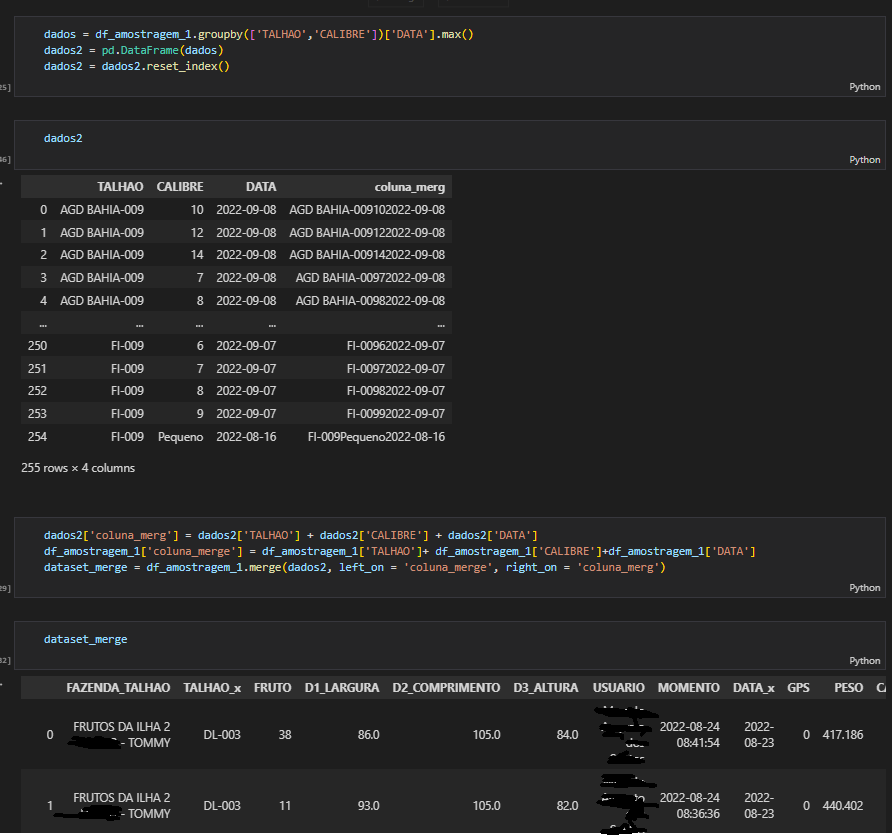 dados = df_amostragem_1.groupby(['TALHAO','CALIBRE'])['DATA'].max()
dados2 = pd.DataFrame(dados)
dados2 = dados2.reset_index()
Python
dados2
Python
TALHAO CALIBRE DATA coluna_merg
0 AGD BAHIA-009 10 2022-09-08 AGD BAHIA-009102022-09-08
1 AGD BAHIA-009 12 2022-09-08 AGD BAHIA-009122022-09-08
2 AGD BAHIA-009 14 2022-09-08 AGD BAHIA-009142022-09-08
3 AGD BAHIA-009 7 2022-09-08 AGD BAHIA-00972022-09-08
4 AGD BAHIA-009 8 2022-09-08 AGD BAHIA-00982022-09-08
... ... ... ... ...
250 FI-009 6 2022-09-07 FI-00962022-09-07
251 FI-009 7 2022-09-07 FI-00972022-09-07
252 FI-009 8 2022-09-07 FI-00982022-09-07
253 FI-009 9 2022-09-07 FI-00992022-09-07
254 FI-009 Pequeno 2022-08-16 FI-009Pequeno2022-08-16
255 rows × 4 columns
dados2['coluna_merg'] = dados2['TALHAO'] + dados2['CALIBRE'] + dados2['DATA']
df_amostragem_1['coluna_merge'] = df_amostragem_1['TALHAO']+ df_amostragem_1['CALIBRE']+df_amostragem_1['DATA']
dataset_merge = df_amostragem_1.merge(dados2, left_on = 'coluna_merge', right_on = 'coluna_merg')
Python
dataset_merge
Python
FAZENDA_TALHAO TALHAO_x FRUTO D1_LARGURA D2_COMPRIMENTO D3_ALTURA USUARIO MOMENTO DATA_x GPS PESO
FRUTOS DA ILHA 2 2022-08-24 2022-
0 DL-003 38 86.0 105.0 84.0 0 417.186
- TOMMY 08:41:54 08-23
FRUTOS DA ILHA 2 2022-08-24 2022-
1 DL-003 11 93.0 105.0 82.0 0 440.402
- TOMMY 08:36:36 08-23